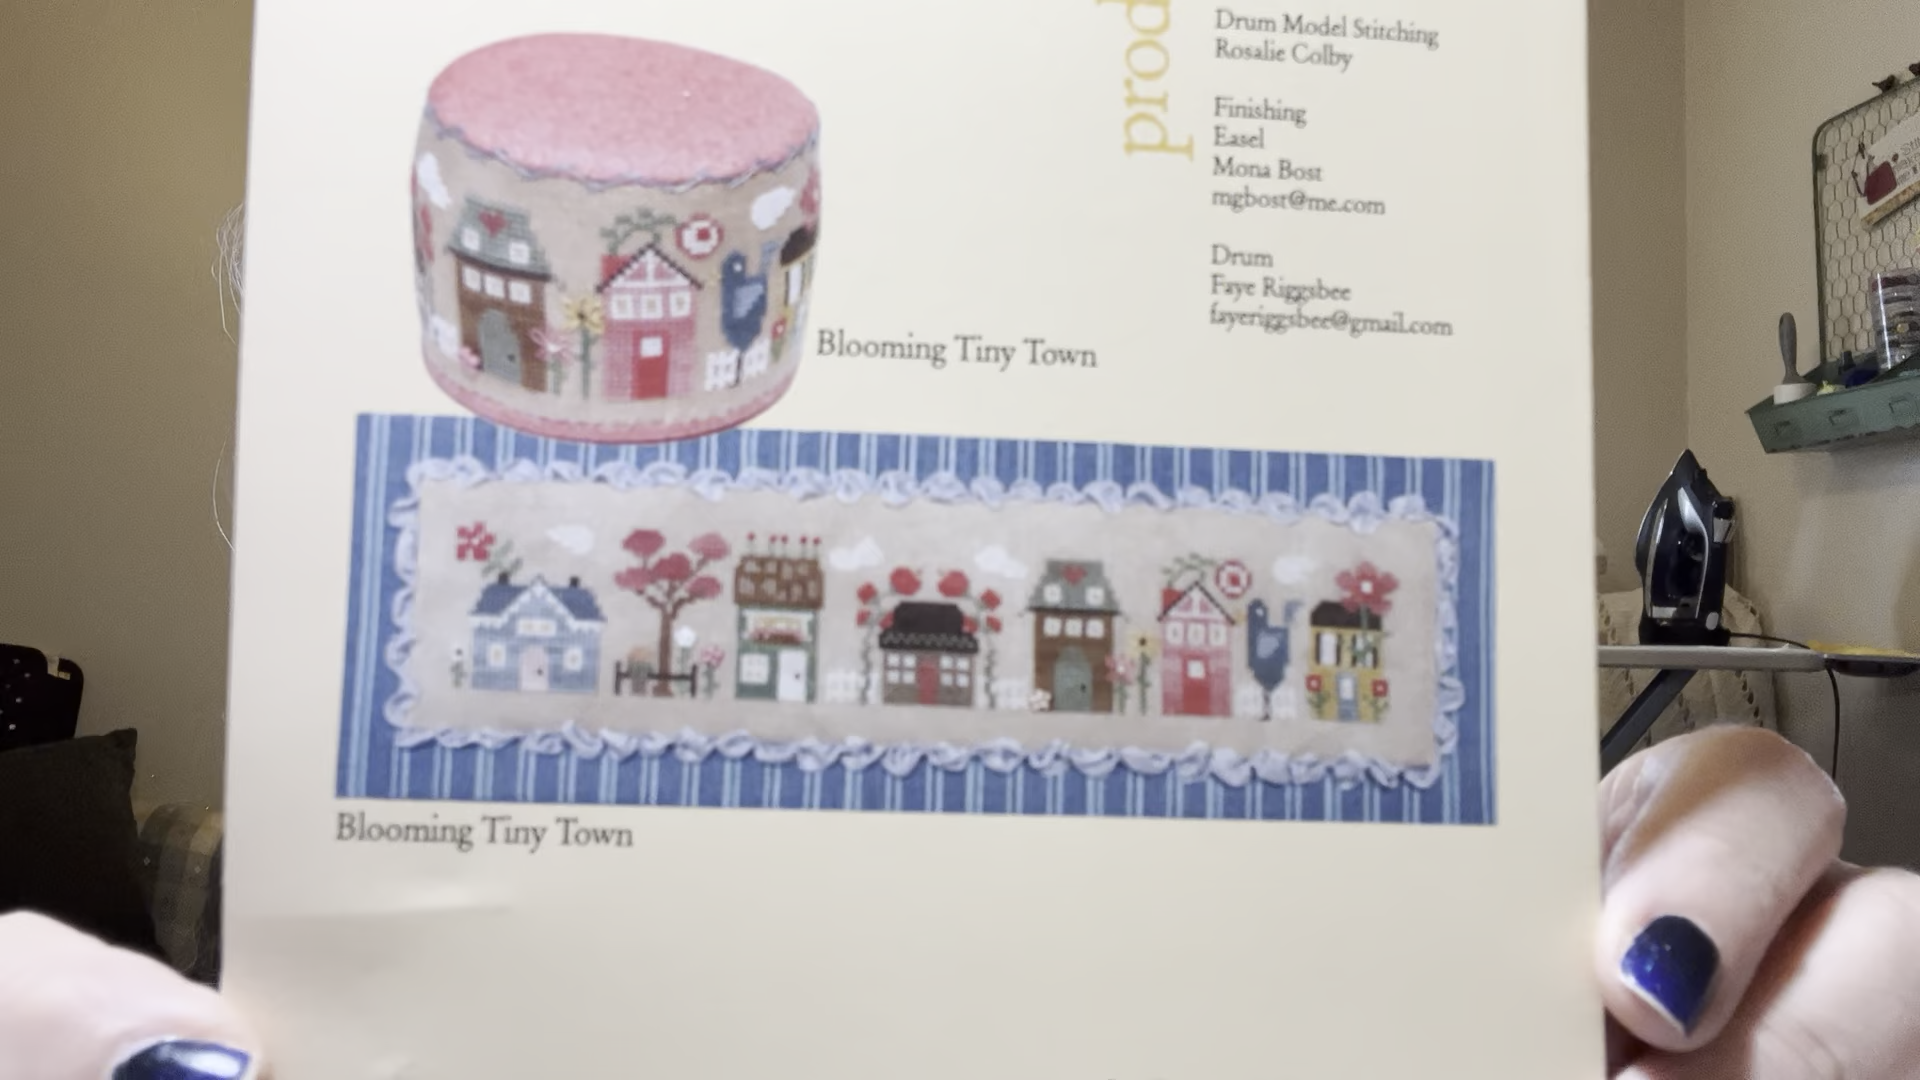 prod
Drum Model Stitching
Rosalie Colby
Finishing
Easel
Mona Bost
mgbost@me.com
Drum
Faye Riggsbee
fayeriggsbee@gmail.com
Blooming Tiny Town
Blooming Tiny Town